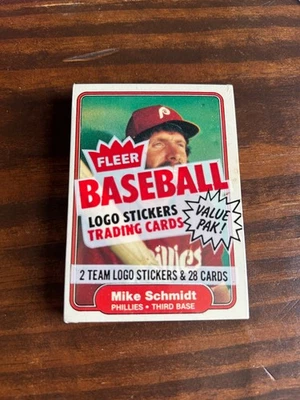 P
FLEER
BASEBALL
LOGO STICKERS
TRADING CARDS
VALUE
PAK!
illies
2 TEAM LOGO STICKERS & 28 CARDS
Mike Schmidt
PHILLIES • THIRD BASE